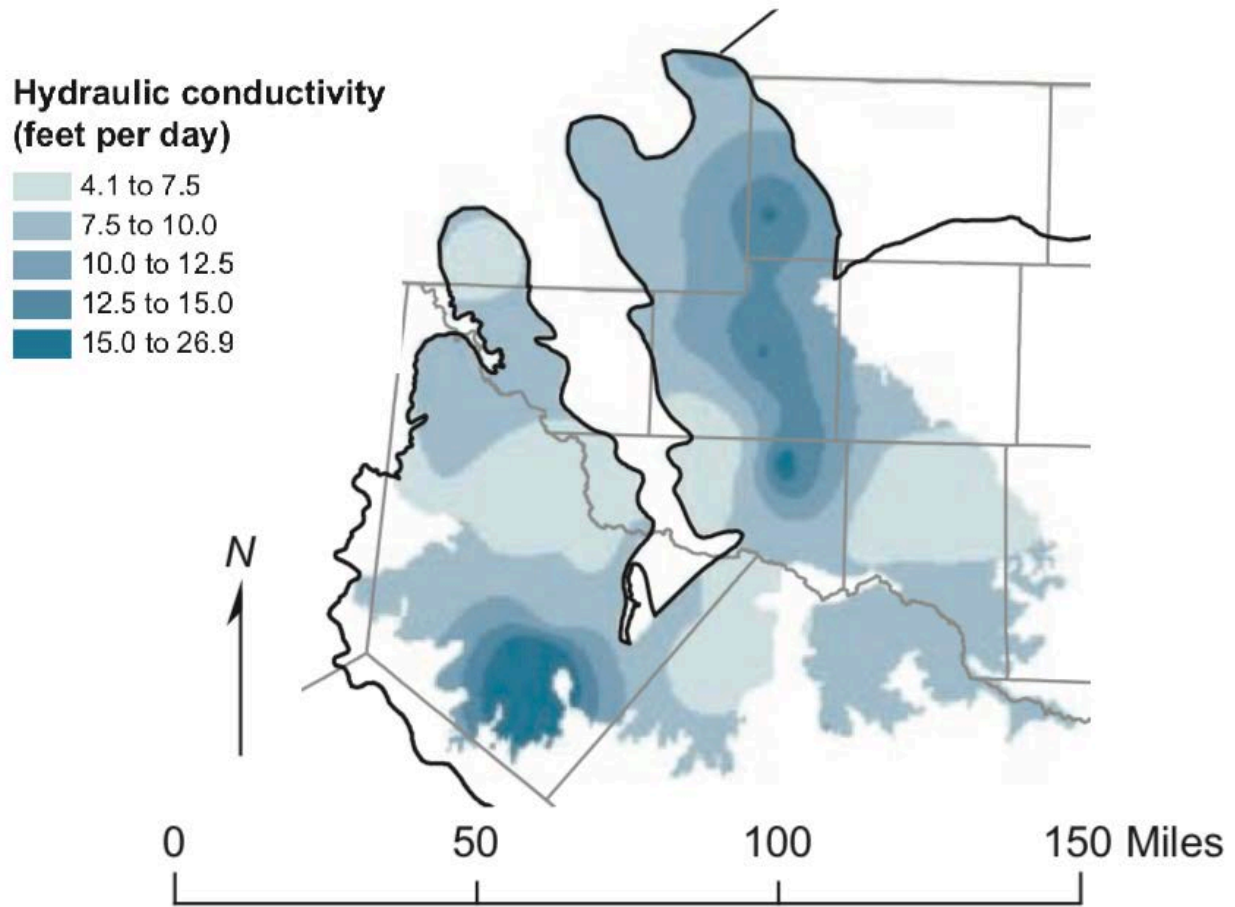 Hydraulic conductivity
(feet per day)
4.1 to 7.5
7.5 to 10.0
10.0 to 12.5
12.5 to 15.0
15.0 to 26.9
N
0 50 100 150 Miles